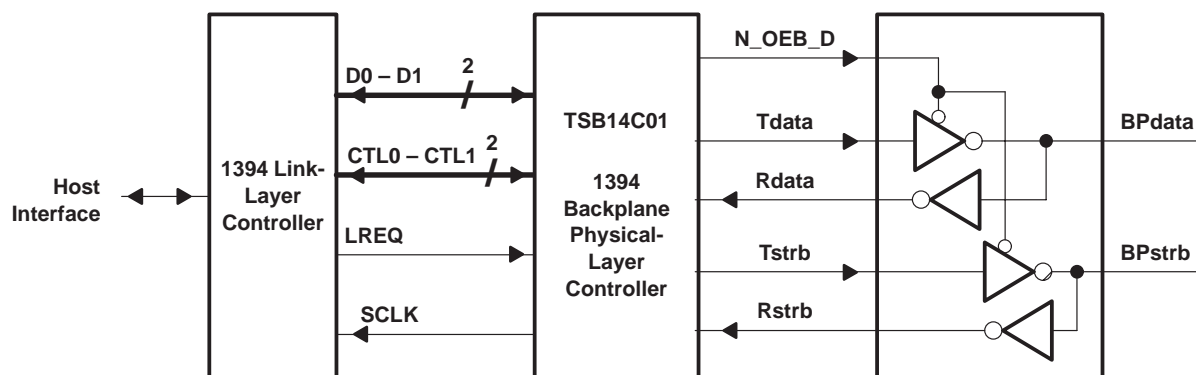 Host
Interface
1394 Link-
Layer
Controller
D0 – D1
2
CTL0 – CTL1
2
LREQ
SCLK
TSB14C01
1394
Backplane
Physical-
Layer
Controller
N_OEB_D
Tdata
Rdata
Tstrb
Rstrb
BPdata
BPstrb